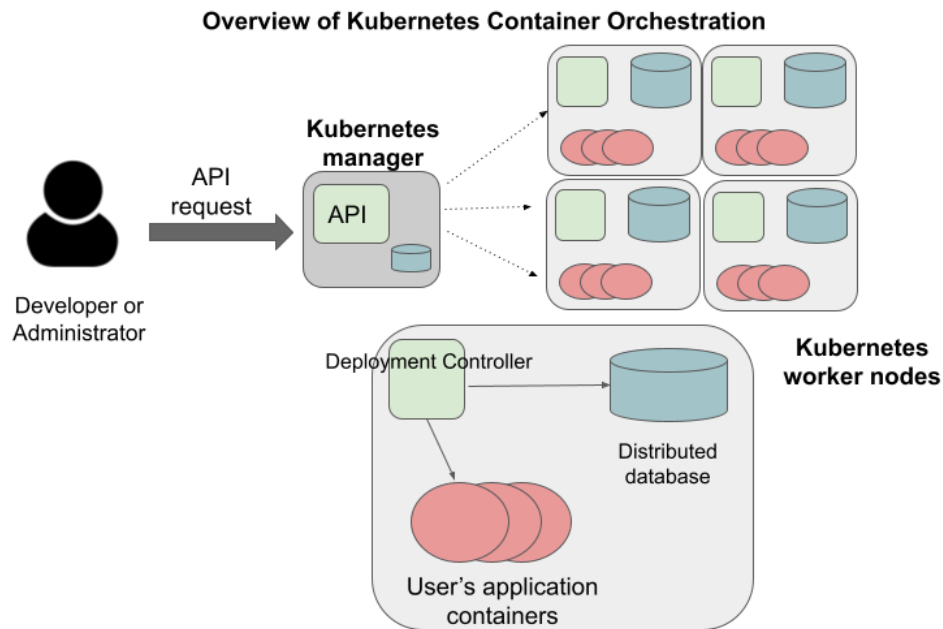 Overview of Kubernetes Container Orchestration
Kubernetes
manager
API
request
API
Developer or
Administrator
Kubernetes
worker nodes
Deployment Controller
Distributed
database
User’s application
containers